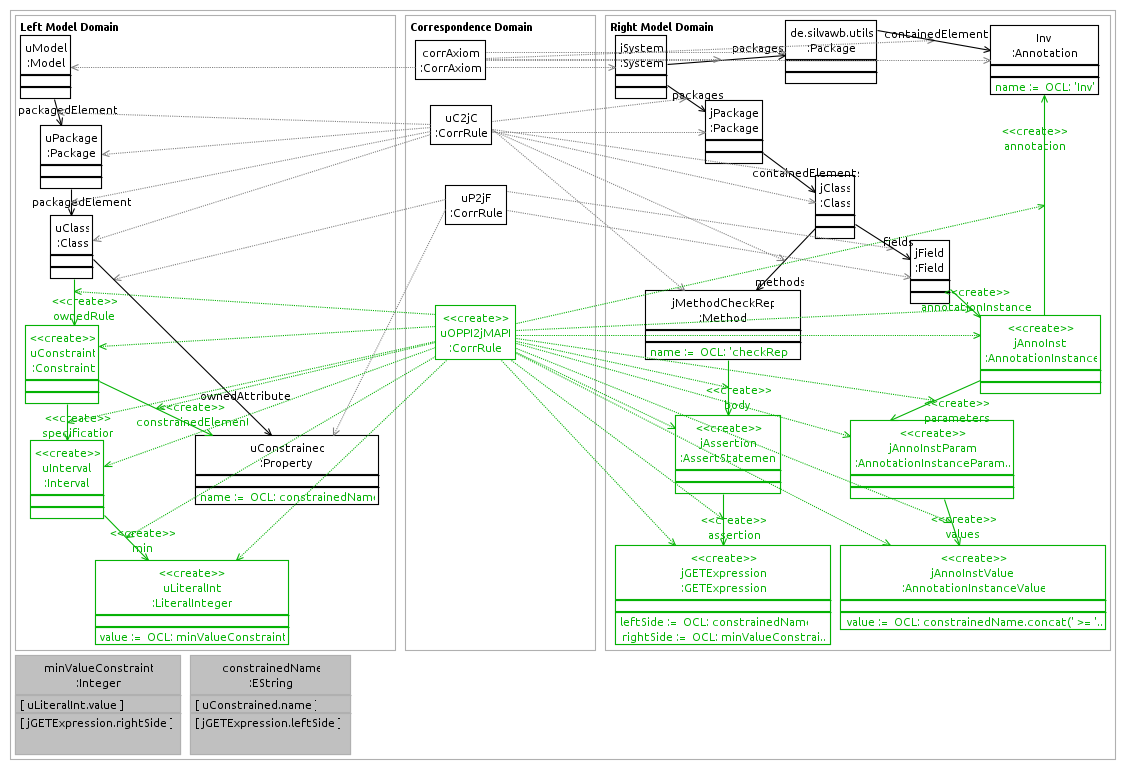 Left Model Domain
uModel
:Model
packagedElement
uPackage
:Package
packagedElement
uClass
:Class
<<create>>
ownedRule
<<create>>
uConstraint
:Constraint
ownedAttribute
<<create>>
constrainedElement
<<create>>
specification
<<create>>
uInterval
:Interval
uConstrained
:Property
name := OCL: constrainedName
<<create>>
min
<<create>>
uLiteralInt
:LiteralInteger
value := OCL: minValueConstraint
Correspondence Domain
corrAxiom
:CorrAxiom
uC2jC
:CorrRule
uP2jF
:CorrRule
<<create>>
uOPPI2jMAPI
:CorrRule
Right Model Domain
jSystem
:System
packages
de.silvawb.utils
:Package
containedElement
Inv
:Annotation
name := OCL: 'Inv'
packages
jPackage
:Package
<<create>>
annotation
containedElements
jClass
:Class
fields
jField
:Field
methods
jMethodCheckRep
:Method
name := OCL: 'checkRep
<<create>>
annotationInstance
<<create>>
jAnnoInst
:AnnotationInstance
<<create>>
body
<<create>>
parameters
<<create>>
jAssertion
:AssertStatemen
<<create>>
jAnnoInstParam
:AnnotationInstanceParam..
<<create>>
assertion
<<create>>
values
<<create>>
jGETExpression
:GETExpression
leftSide := OCL: constrainedName
rightSide := OCL: minValueConstrai..
<<create>>
jAnnoInstValue
:AnnotationInstanceValue
value := OCL: constrainedName.concat(' >= '..
minValueConstraint
:Integer
[ uLiteralInt.value ]
[ jGETExpression.rightSide ]
constrainedName
:EString
[ uConstrained.name ]
[ jGETExpression.leftSide ]